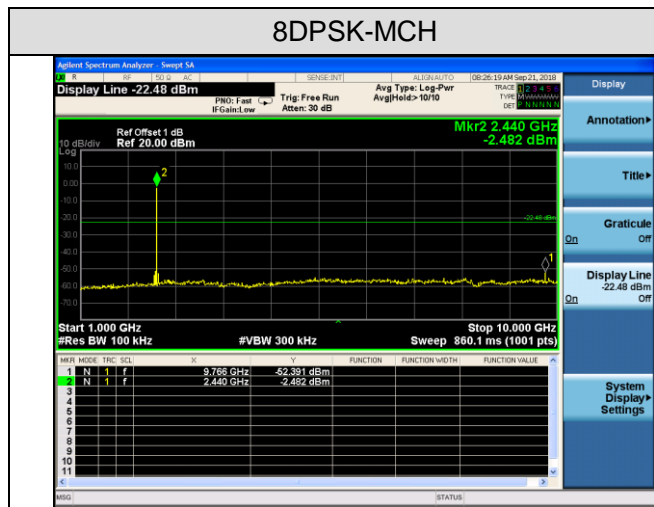 8DPSK-MCH
Agilent Spectrum Analyzer - Swept SA
R RF 50 Ω AC SENSE:INT ALIGNAUTO 08:26:19 AM Sep 21, 2018
Display Line -22.48 dBm
PNO: Fast
IFGain:Low
Trig: Free Run
Atten: 30 dB
Avg Type: Log-Pwr
Avg|Hold:>10/10
TRACE 1 2 3 4 5 6
TYPE M
DET P N N N N N
Ref Offset 1 dB
10 dB/div Ref 20.00 dBm
Log
Mkr2 2.440 GHz
-2.482 dBm
10.0
0.00
-10.0
-20.0
-30.0
-40.0
-50.0
-60.0
-70.0
2
-22.48 dBm
1
Start 1.000 GHz Stop 10.000 GHz
#Res BW 100 kHz #VBW 300 kHz Sweep 860.1 ms (1001 pts)
MKR MODE TRC SCL X Y FUNCTION FUNCTION WIDTH FUNCTION VALUE
1 N 1 f 9.766 GHz -52.391 dBm
2 N 1 f 2.440 GHz -2.482 dBm
3
4
5
6
7
8
9
10
11
MSG STATUS
Display
Annotation
Title
Graticule
On Off
Display Line
-22.48 dBm
On Off
System
Display
Settings